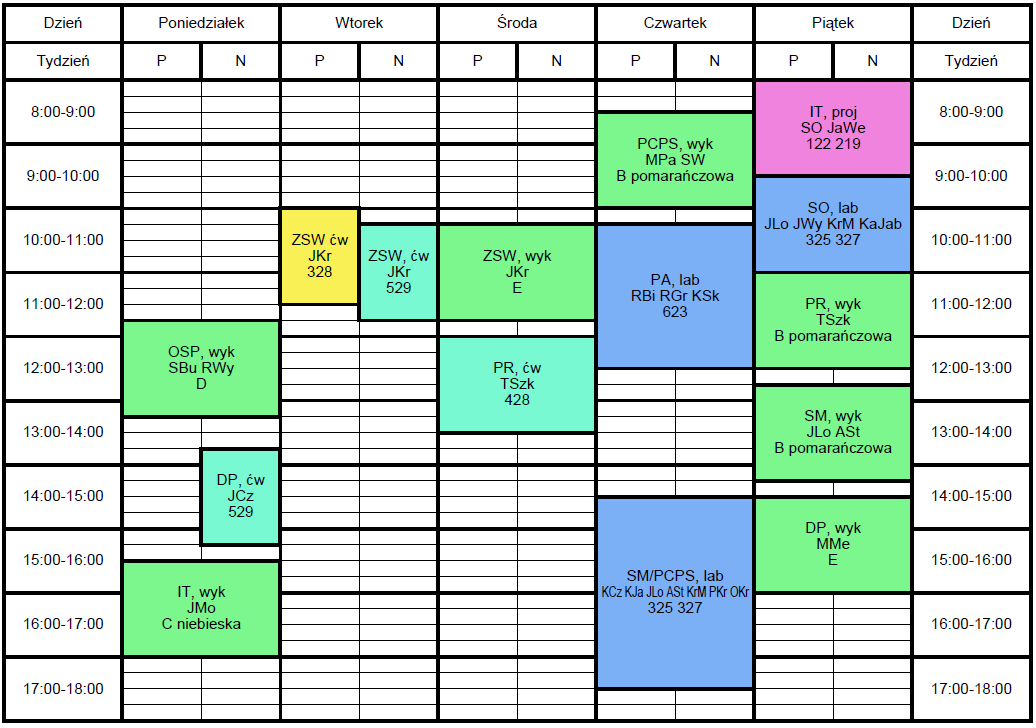 Dzień Poniedziałek Wtorek Środa Czwartek Piątek Dzień
Tydzień P N P N P N P N P N Tydzień
8:00-9:00 8:00-9:00
IT, proj
SO JaWe
122 219
PCPS, wyk
MPa SW
B pomarańczowa
9:00-10:00 9:00-10:00
SO, lab
JLo JWy KrM KaJab
325 327
10:00-11:00 10:00-11:00
ZSW ćw
JKr
328
ZSW, ćw
JKr
529
ZSW, wyk
JKr
E
PA, lab
RBi RGr KSk
623
11:00-12:00 11:00-12:00
PR, wyk
TSzk
B pomarańczowa
OSP, wyk
SBu RWy
D
12:00-13:00 12:00-13:00
PR, ćw
TSzk
428
13:00-14:00 13:00-14:00
SM, wyk
JLo ASt
B pomarańczowa
DP, ćw
JCz
529
14:00-15:00 14:00-15:00
DP, wyk
MMe
E
15:00-16:00 15:00-16:00
SM/PCPS, lab
KCz KJa JLo ASt KrM PKr OKr
325 327
IT, wyk
JMo
C niebieska
16:00-17:00 16:00-17:00
17:00-18:00 17:00-18:00